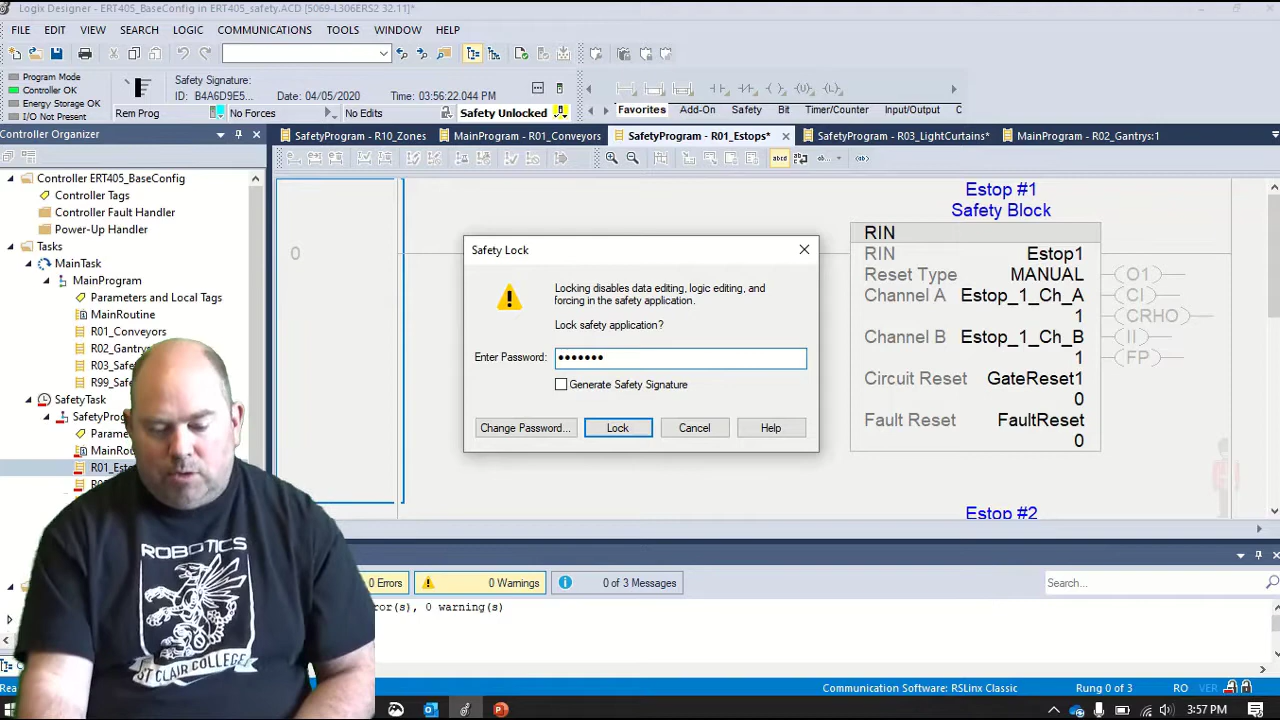 Logix Designer - ERT405_BaseConfig in ERT405_safety.ACD [5069-L306ERS2 32.11]*
FILE EDIT VIEW SEARCH LOGIC COMMUNICATIONS TOOLS WINDOW HELP
Program Mode
Controller OK
Energy Storage OK
I/O Not Present
Safety Signature:
ID: B4A6D9E5... Date: 04/05/2020 Time: 03:56:22.044 PM
Rem Prog No Forces No Edits Safety Unlocked
Favorites Add-On Safety Bit Timer/Counter Input/Output C
Controller Organizer
SafetyProgram - R10_Zones MainProgram - R01_Conveyors SafetyProgram - R01_Estops* SafetyProgram - R03_LightCurtains* MainProgram - R02_Gantrys:1
Controller ERT405_BaseConfig
Controller Tags
Controller Fault Handler
Power-Up Handler
Tasks
MainTask
MainProgram
Parameters and Local Tags
MainRoutine
R01_Conveyors
R02_Gantry
R03_Safe
R99_Safe
SafetyTask
SafetyProg
Parame
MainRou
R01_Esto
0
Estop #1
Safety Block
RIN
RIN Estop1
Reset Type MANUAL O1
Channel A Estop_1_Ch_A CI
1 CRHO
Channel B Estop_1_Ch_B II
1 FP
Circuit Reset GateReset1
0
Fault Reset FaultReset
0
Estop #2
Safety Lock
Locking disables data editing, logic editing, and
forcing in the safety application.
Lock safety application?
Enter Password: •••••••
Generate Safety Signature
Change Password... Lock Cancel Help
0 Errors 0 Warnings 0 of 3 Messages Search...
ror(s), 0 warning(s)
ROBOTICS
ST CLAIR COLLEGE
Communication Software: RSLinx Classic Rung 0 of 3 RO VER
3:57 PM